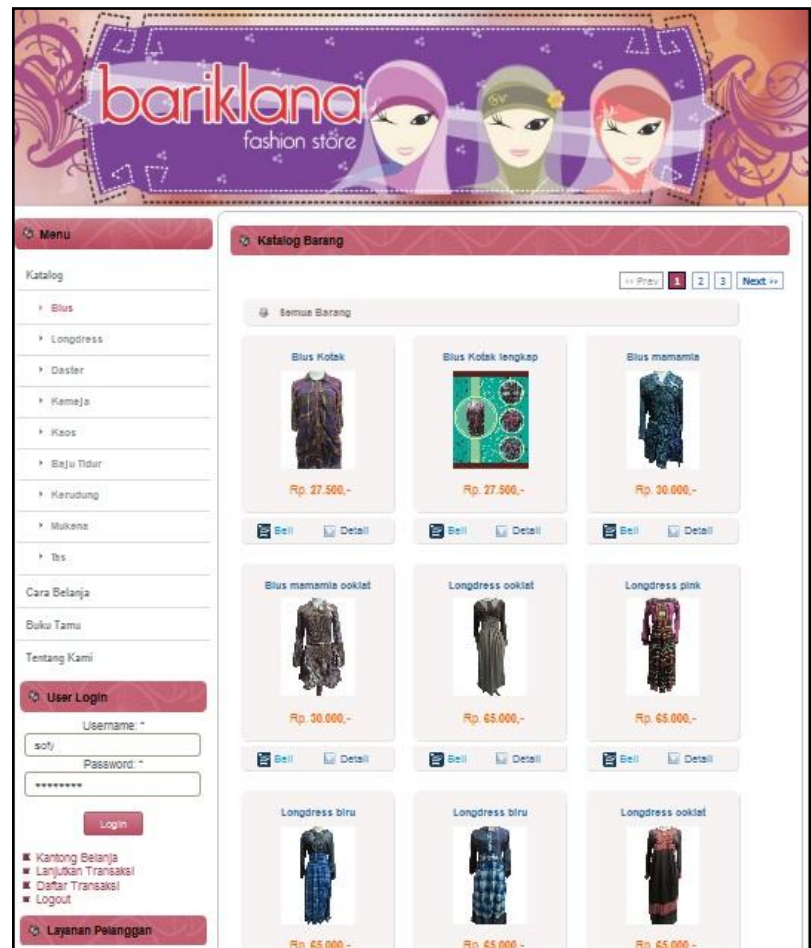 bariklana
fashion store
Menu
Katalog
Blus
Longdress
Daster
Kemeja
Kaos
Baju Tidur
Kerudung
Mukena
Tas
Cara Belanja
Buku Tamu
Tentang Kami
User Login
Username: *
sofy
Password: *
********
Login
Kantong Belanja
Lanjutkan Transaksi
Daftar Transaksi
Logout
Layanan Pelanggan
Katalog Barang
‹‹ Prev 1 2 3 Next ››
Semua Barang
Blus Kotak
Rp. 27.500,-
Beli Detail
Blus Kotak lengkap
Rp. 27.500,-
Beli Detail
Blus mamamia
Rp. 30.000,-
Beli Detail
Blus mamamia coklat
Rp. 30.000,-
Beli Detail
Longdress coklat
Rp. 65.000,-
Beli Detail
Longdress pink
Rp. 65.000,-
Beli Detail
Longdress biru
Rp. 65.000,-
Longdress biru
Rp. 65.000,-
Longdress coklat
Rp. 65.000,-